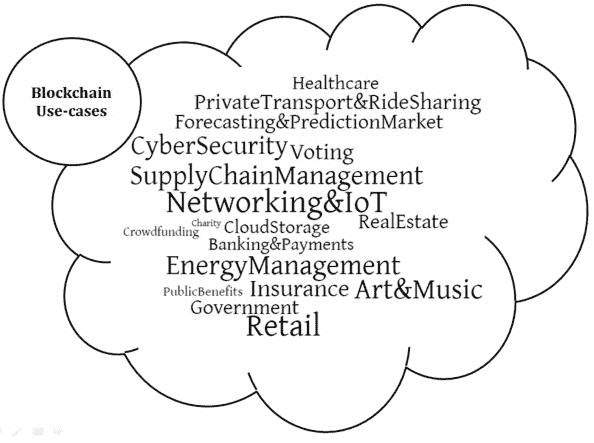 Blockchain
Use-cases
Healthcare
PrivateTransport&RideSharing
Forecasting&PredictionMarket
CyberSecurity Voting
SupplyChainManagement
Networking&IoT
Crowdfunding Charity CloudStorage RealEstate
Banking&Payments
EnergyManagement
PublicBenefits Insurance Art&Music
Government
Retail